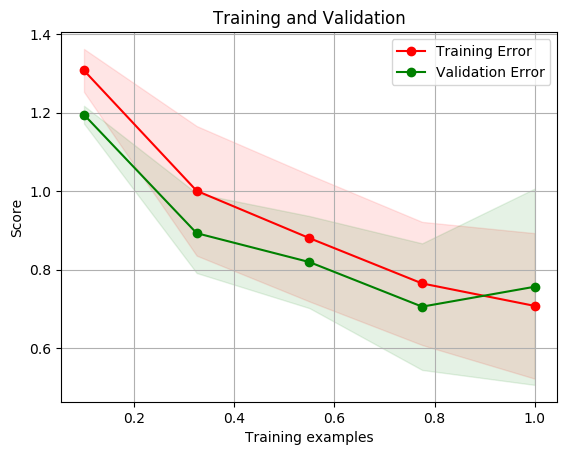 Training and Validation
Training Error
Validation Error
Score
1.4
1.2
1.0
0.8
0.6
0.2
0.4
0.6
0.8
1.0
Training examples